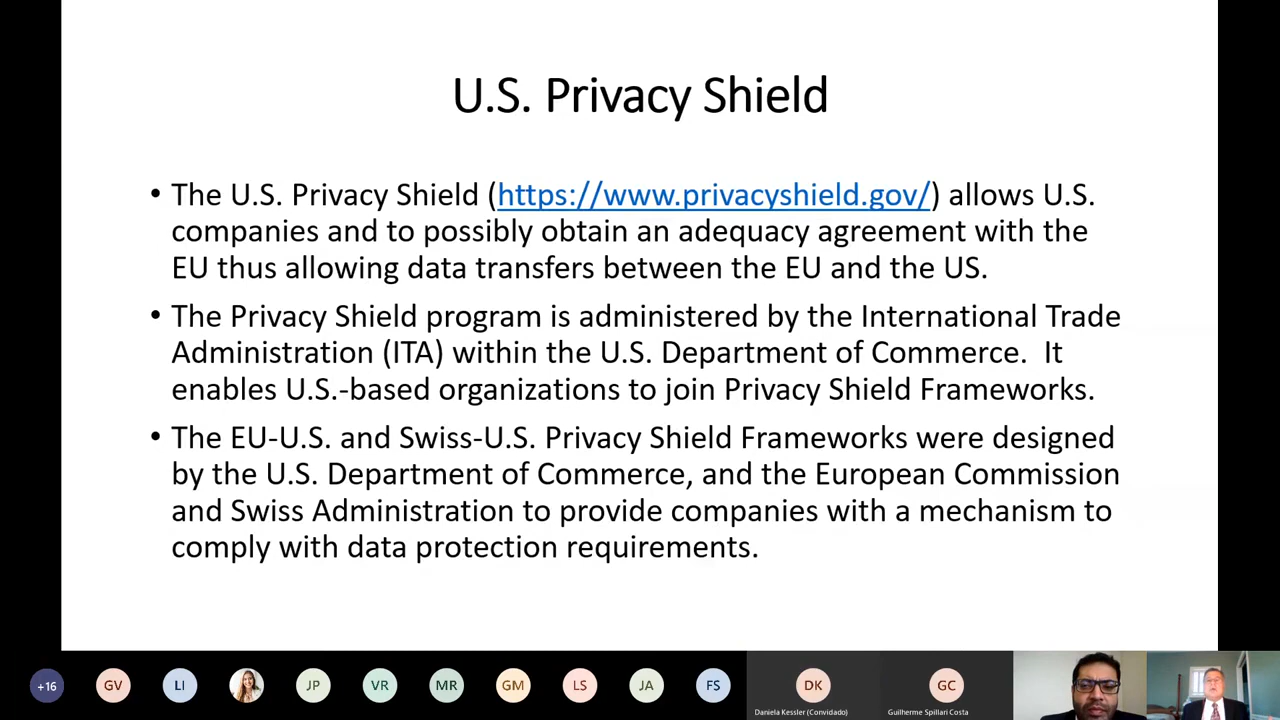 U.S. Privacy Shield
• The U.S. Privacy Shield (https://www.privacyshield.gov/) allows U.S.
companies and to possibly obtain an adequacy agreement with the
EU thus allowing data transfers between the EU and the US.
• The Privacy Shield program is administered by the International Trade
Administration (ITA) within the U.S. Department of Commerce.  It
enables U.S.-based organizations to join Privacy Shield Frameworks.
• The EU-U.S. and Swiss-U.S. Privacy Shield Frameworks were designed
by the U.S. Department of Commerce, and the European Commission
and Swiss Administration to provide companies with a mechanism to
comply with data protection requirements.
+16 GV LI JP VR MR GM LS JA FS DK GC
Daniela Kessler (Convidado) Guilherme Spillari Costa